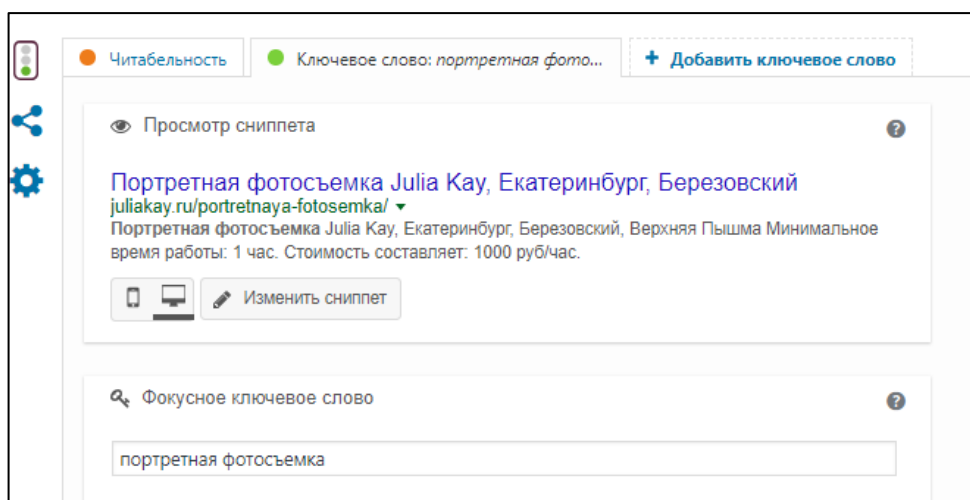 Читабельность
Ключевое слово: портретная фото...
+ Добавить ключевое слово
Просмотр сниппета
Портретная фотосъемка Julia Kay, Екатеринбург, Березовский
juliakay.ru/portretnaya-fotosemka/
Портретная фотосъемка Julia Kay, Екатеринбург, Березовский, Верхняя Пышма Минимальное
время работы: 1 час. Стоимость составляет: 1000 руб/час.
Изменить сниппет
Фокусное ключевое слово
портретная фотосъемка